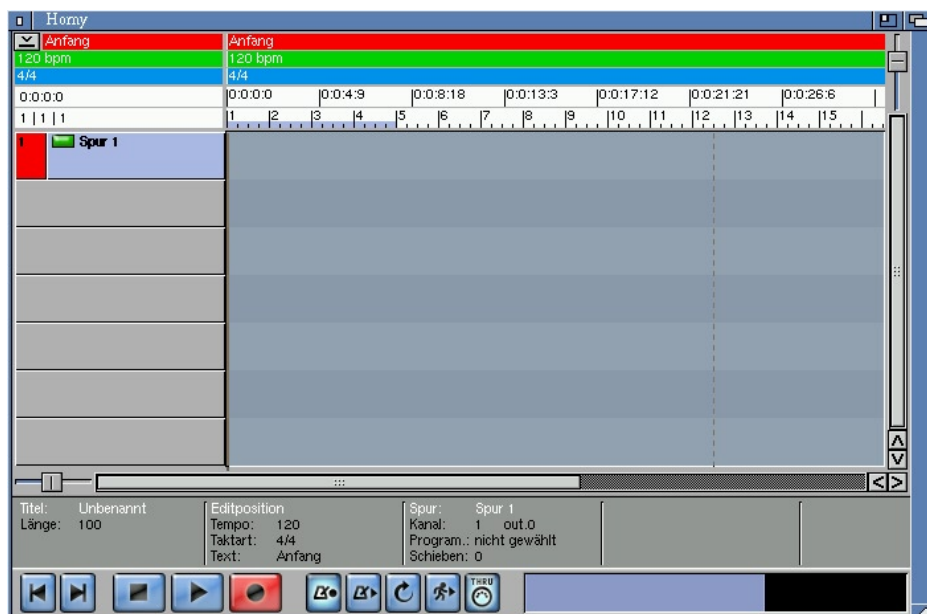 Horny
Anfang Anfang
120 bpm 120 bpm
4/4 4/4
0:0:0:0 0:0:0:0 0:0:4:9 0:0:8:18 0:0:13:3 0:0:17:12 0:0:21:21 0:0:26:6
1 | 1 | 1 1 2 3 4 5 6 7 8 9 10 11 12 13 14 15
1 Spur 1
Titel: Unbenannt Editposition Spur: Spur 1
Länge: 100 Tempo: 120 Kanal: 1 out.0
Taktart: 4/4 Program.: nicht gewählt
Text: Anfang Schieben: 0
THRU